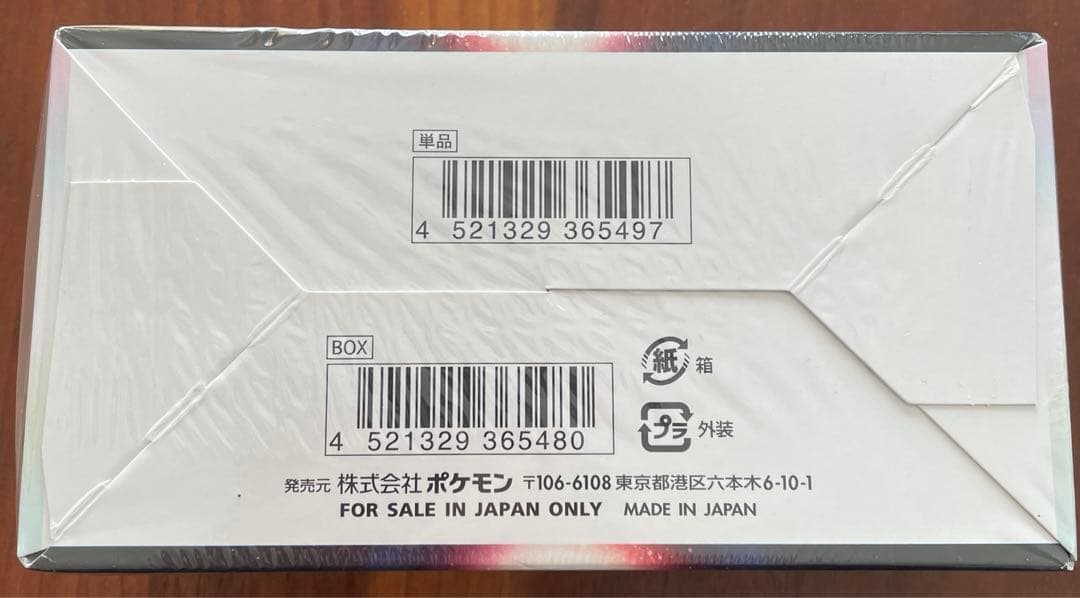 単品
4 521329 365497
BOX
4 521329 365480
紙 箱
プラ 外装
発売元 株式会社ポケモン 〒106-6108 東京都港区六本木6-10-1
FOR SALE IN JAPAN ONLY MADE IN JAPAN